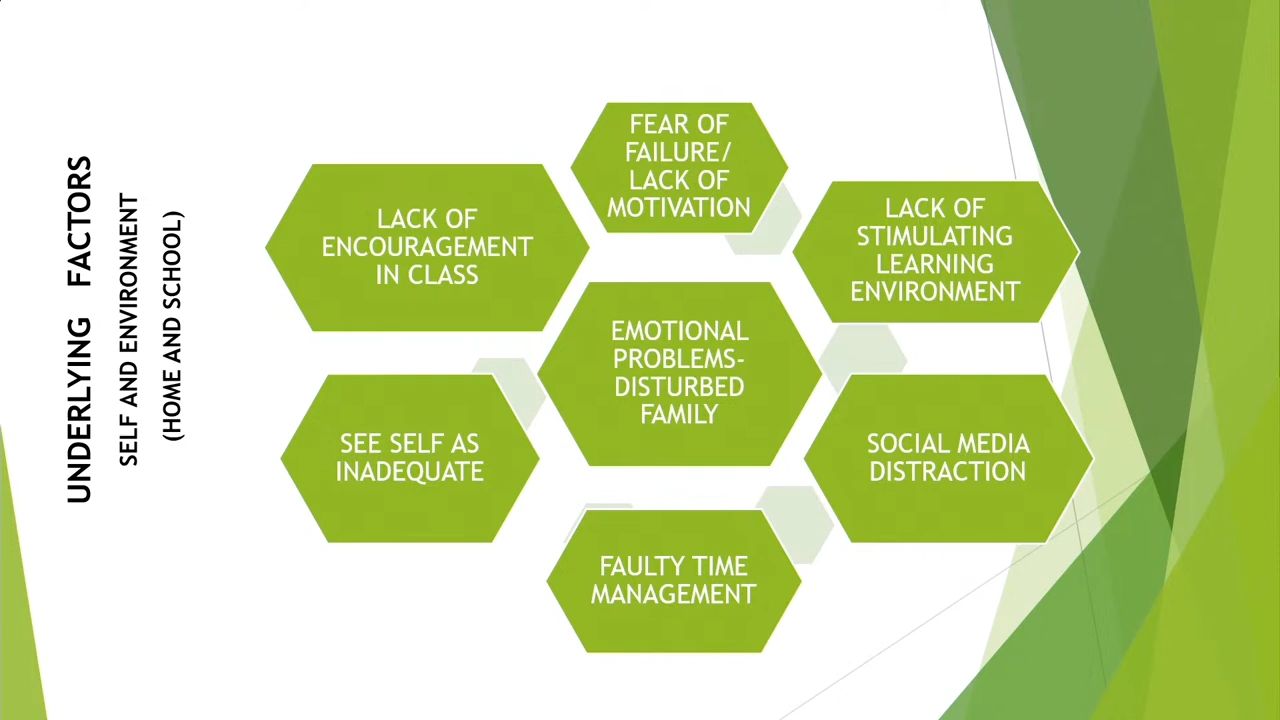 UNDERLYING FACTORS
SELF AND ENVIRONMENT
(HOME AND SCHOOL)
FEAR OF
FAILURE/
LACK OF
MOTIVATION
LACK OF
ENCOURAGEMENT
IN CLASS
LACK OF
STIMULATING
LEARNING
ENVIRONMENT
EMOTIONAL
PROBLEMS-
DISTURBED
FAMILY
SEE SELF AS
INADEQUATE
SOCIAL MEDIA
DISTRACTION
FAULTY TIME
MANAGEMENT